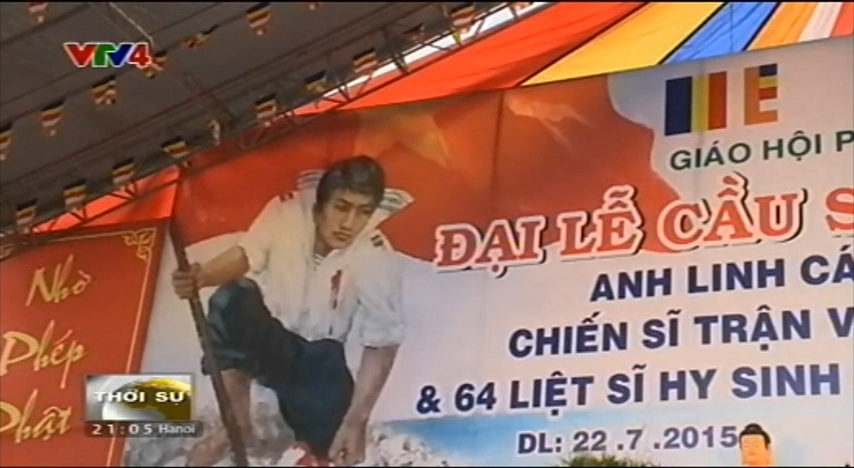 VTV4
GIÁO HỘI P
ĐẠI LỄ CẦU S
ANH LINH CÁ
CHIẾN SĨ TRẬN V
& 64 LIỆT SĨ HY SINH
DL: 22.7.2015
Nhờ
Phép
Phật
THỜI SỰ
21:05 Hanoi